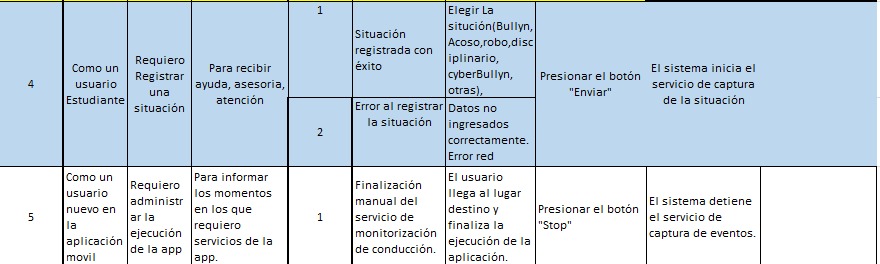 4
Como un
usuario
Estudiante
Requiero
Registrar
una
situación
Para recibir
ayuda, asesoria,
atención
1
Situación
registrada con
éxito
Elegir La
situción(Bullyn,
Acoso,robo,disc
iplinario,
cyberBullyn,
otras),
Presionar el botón
"Enviar"
El sistema inicia el
servicio de captura
de la situación
2
Error al registrar
la situación
Datos no
ingresados
correctamente.
Error red
5
Como un
usuario
nuevo en
la
aplicación
movil
Requiero
administr
ar la
ejecución
de la app
Para informar
los momentos
en los que
requiero
servicios de la
app.
1
Finalización
manual del
servicio de
monitorización
de conducción.
El usuario
llega al lugar
destino y
finaliza la
ejecución de la
aplicación.
Presionar el botón
"Stop"
El sistema detiene
el servicio de
captura de eventos.